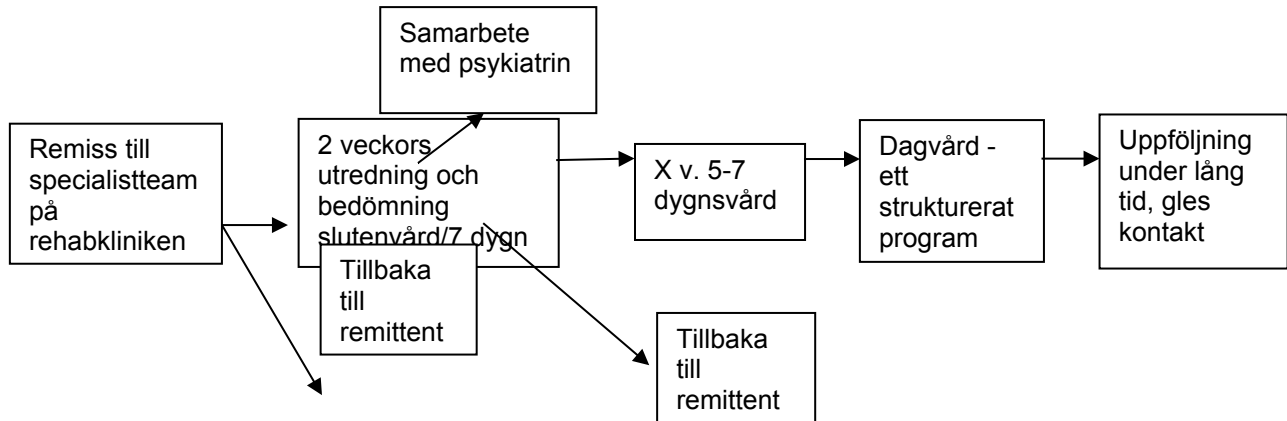 Samarbete
med psykiatrin
Remiss till
specialistteam
på
rehabkliniken
2 veckors
utredning och
bedömning
slutenvård/7 dygn
Tillbaka
till
remittent
X v. 5-7
dygnsvård
Tillbaka
till
remittent
Dagvård -
ett
strukturerat
program
Uppföljning
under lång
tid, gles
kontakt